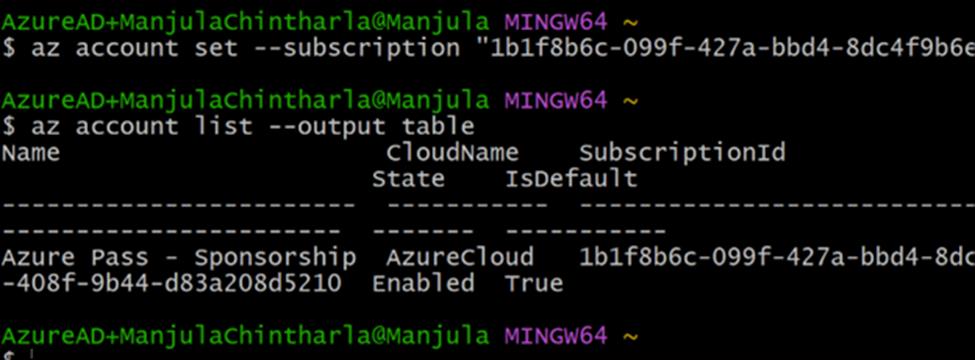 AzureAD+ManjulaChintharla@Manjula MINGW64 ~
$ az account set --subscription "1b1f8b6c-099f-427a-bbd4-8dc4f9b6e
AzureAD+ManjulaChintharla@Manjula MINGW64 ~
$ az account list --output table
Name CloudName SubscriptionId
State IsDefault
------------------------ ----------- --------------------------
----------------------- ------- -----------
Azure Pass - Sponsorship AzureCloud 1b1f8b6c-099f-427a-bbd4-8dc
-408f-9b44-d83a208d5210 Enabled True
AzureAD+ManjulaChintharla@Manjula MINGW64 ~
$